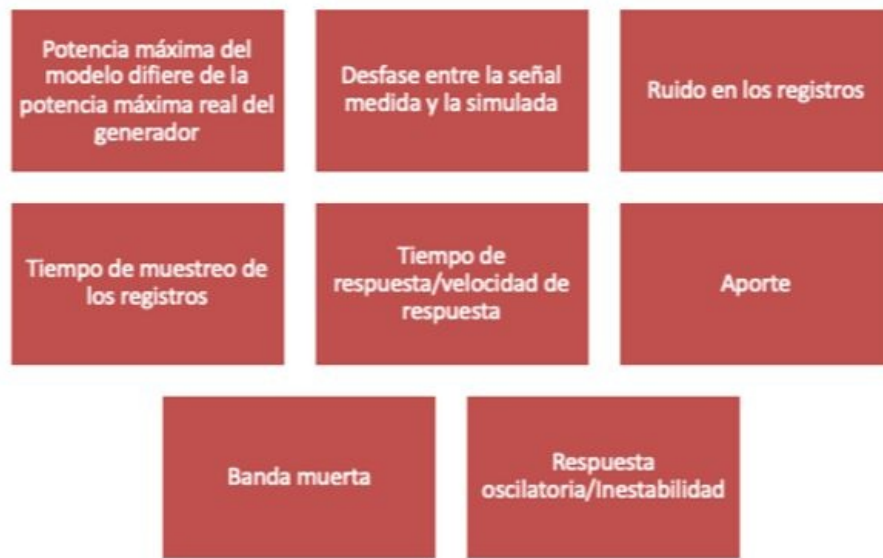 Potencia máxima del
modelo difiere de la
potencia máxima real del
generador
Desfase entre la señal
medida y la simulada
Ruido en los registros
Tiempo de muestreo de
los registros
Tiempo de
respuesta/velocidad de
respuesta
Aporte
Banda muerta
Respuesta
oscilatoria/Inestabilidad